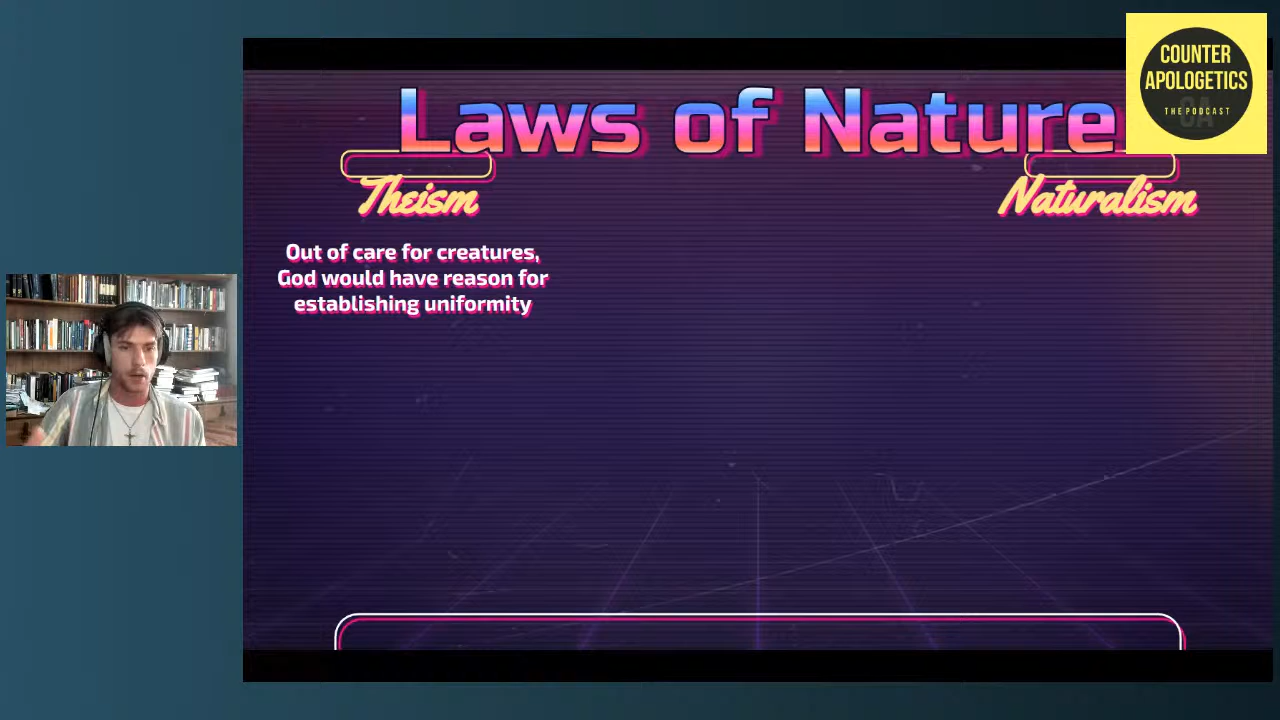 Laws of Nature
COUNTER
APOLOGETICS
THE PODCAST
CA
Theism
Naturalism
Out of care for creatures,
God would have reason for
establishing uniformity